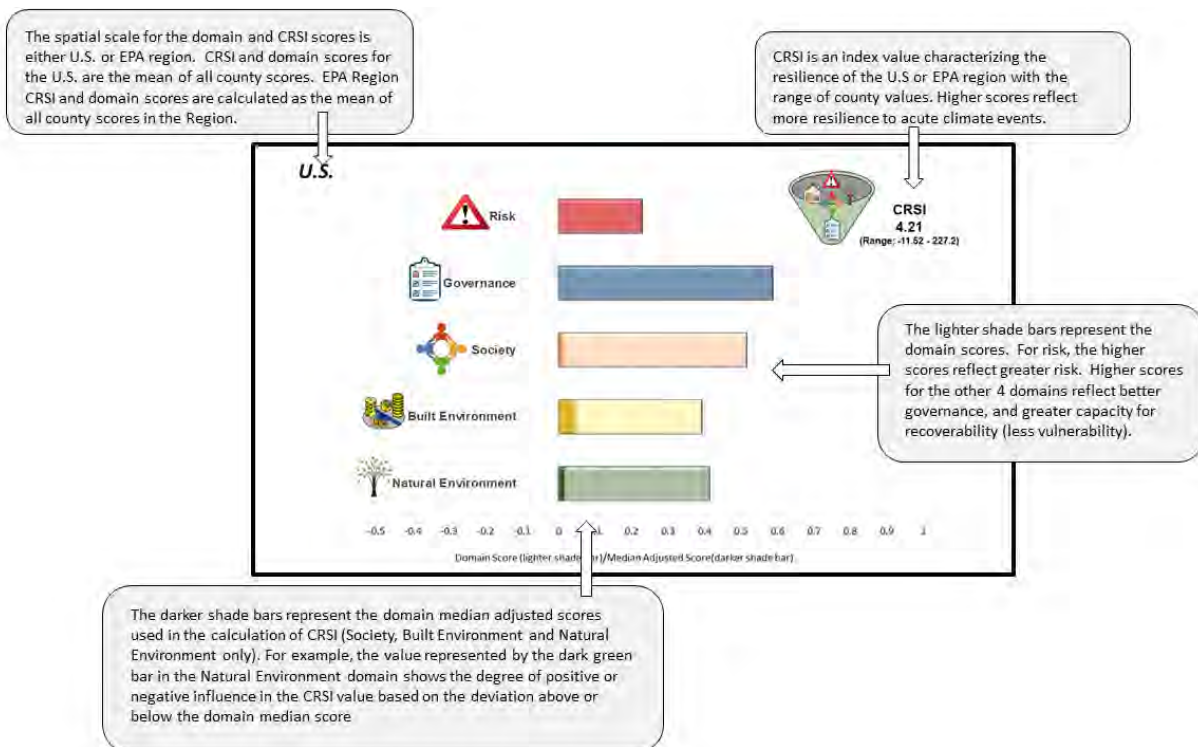 The spatial scale for the domain and CRSI scores is
either U.S. or EPA region. CRSI and domain scores for
the U.S. are the mean of all county scores. EPA Region
CRSI and domain scores are calculated as the mean of
all county scores in the Region.
CRSI is an index value characterizing the
resilience of the U.S or EPA region with the
range of county values. Higher scores reflect
more resilience to acute climate events.
U.S.
Risk
CRSI
4.21
(Range: -11.52 - 227.2)
Governance
Society
The lighter shade bars represent the
domain scores. For risk, the higher
scores reflect greater risk. Higher scores
for the other 4 domains reflect better
governance, and greater capacity for
recoverability (less vulnerability).
Built Environment
Natural Environment
-0.5 -0.4 -0.3 -0.2 -0.1 0 0.1 0.2 0.3 0.4 0.5 0.6 0.7 0.8 0.9 1
Domain Score (lighter shade bar)/Median Adjusted Score(darker shade bar)
The darker shade bars represent the domain median adjusted scores
used in the calculation of CRSI (Society, Built Environment and Natural
Environment only). For example, the value represented by the dark green
bar in the Natural Environment domain shows the degree of positive or
negative influence in the CRSI value based on the deviation above or
below the domain median score